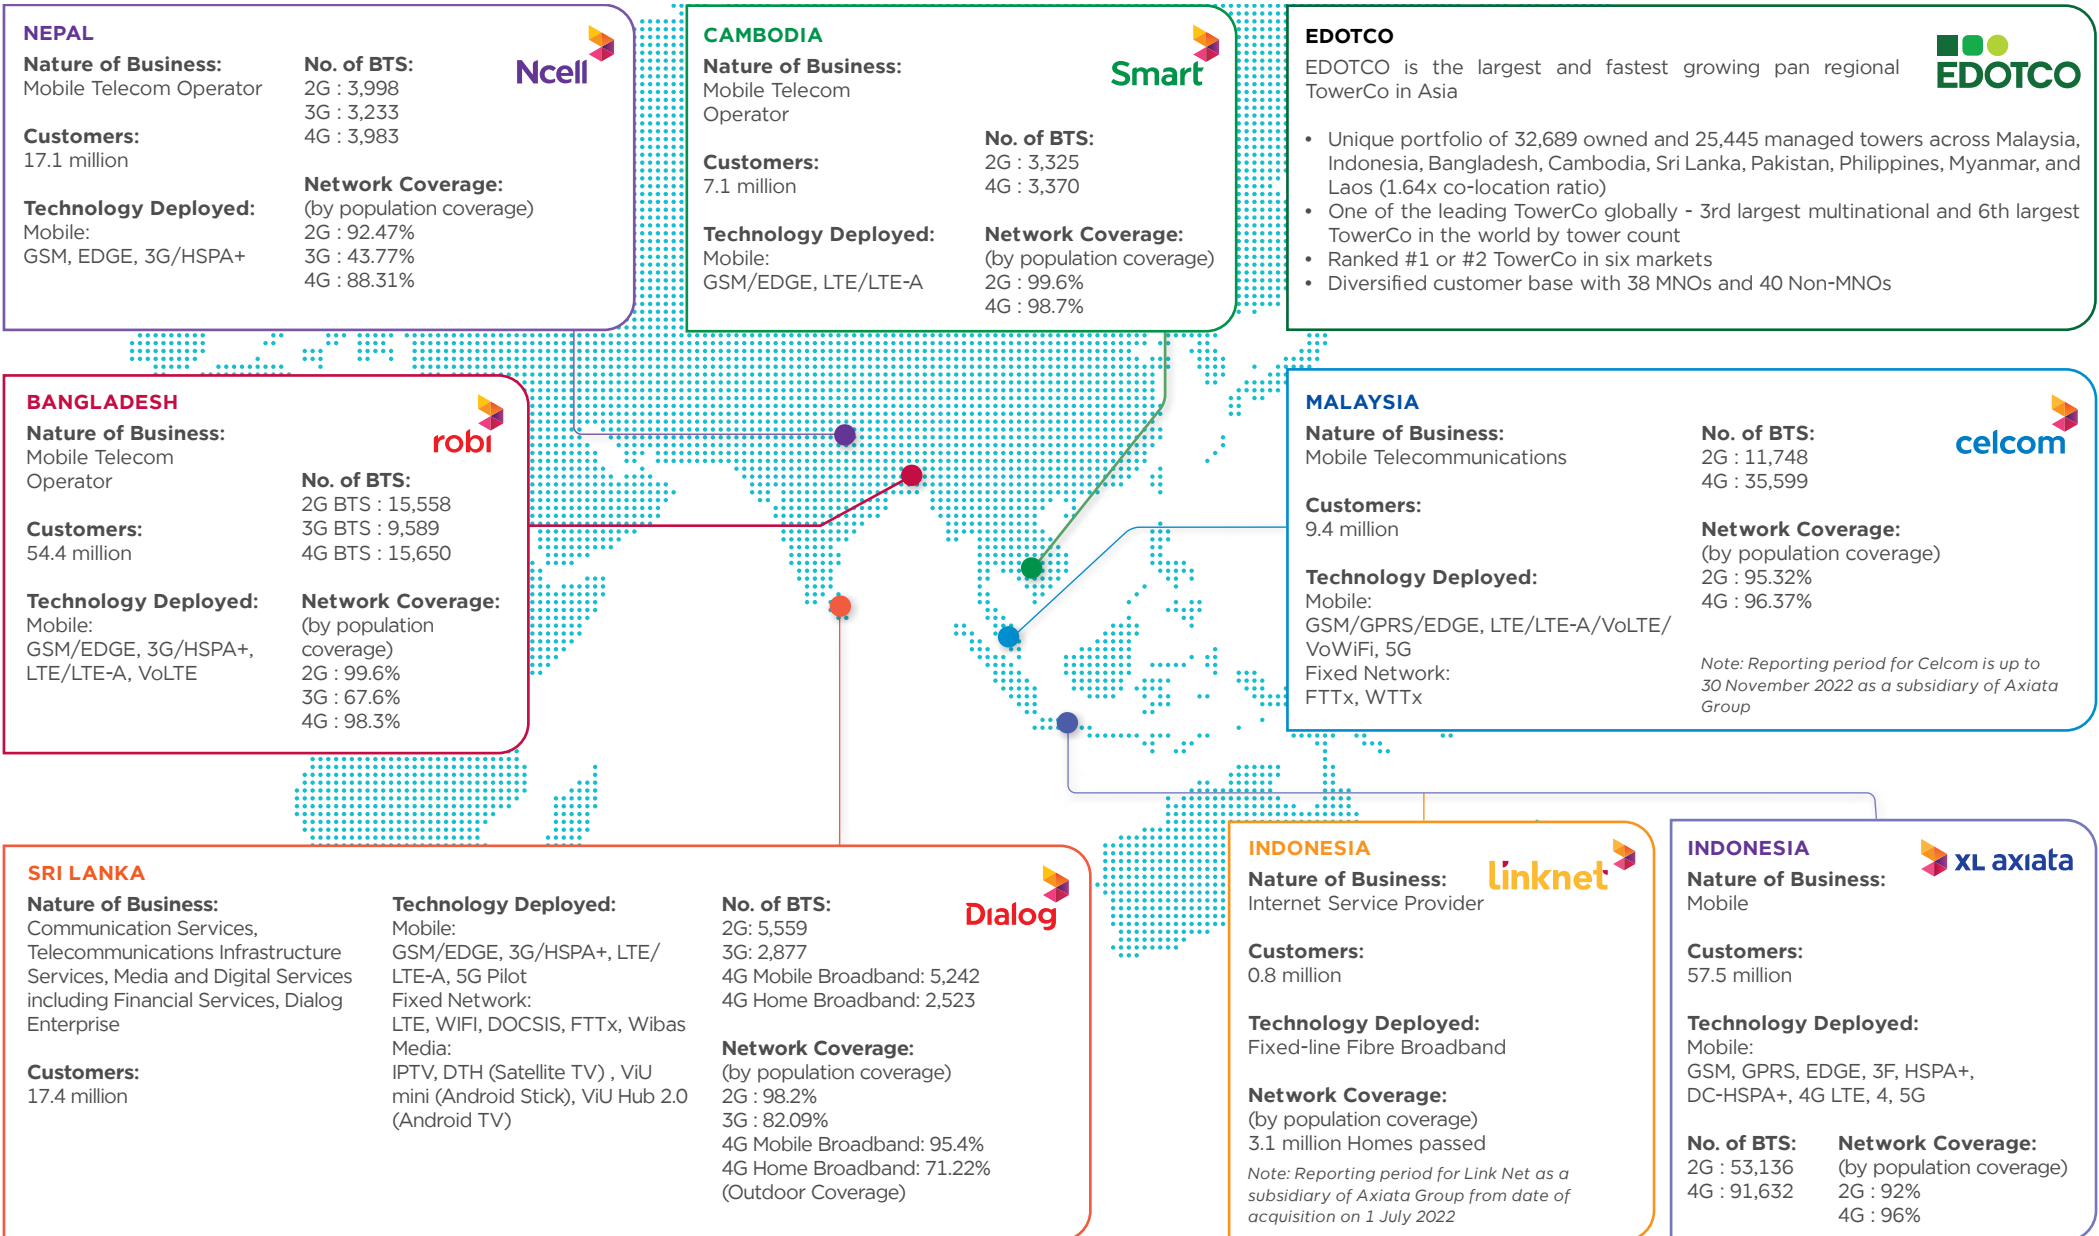 NEPAL
Nature of Business:
Mobile Telecom Operator
Customers:
17.1 million
Technology Deployed:
Mobile:
GSM, EDGE, 3G/HSPA+
No. of BTS:
2G : 3,998
3G : 3,233
4G : 3,983
Network Coverage:
(by population coverage)
2G : 92.47%
3G : 43.77%
4G : 88.31%
Ncell
CAMBODIA
Nature of Business:
Mobile Telecom
Operator
Customers:
7.1 million
Technology Deployed:
Mobile:
GSM/EDGE, LTE/LTE-A
No. of BTS:
2G : 3,325
4G : 3,370
Network Coverage:
(by population coverage)
2G : 99.6%
4G : 98.7%
Smart
EDOTCO
EDOTCO is the largest and fastest growing pan regional
TowerCo in Asia
EDOTCO
• Unique portfolio of 32,689 owned and 25,445 managed towers across Malaysia,
Indonesia, Bangladesh, Cambodia, Sri Lanka, Pakistan, Philippines, Myanmar, and
Laos (1.64x co-location ratio)
• One of the leading TowerCo globally - 3rd largest multinational and 6th largest
TowerCo in the world by tower count
• Ranked #1 or #2 TowerCo in six markets
• Diversified customer base with 38 MNOs and 40 Non-MNOs
BANGLADESH
Nature of Business:
Mobile Telecom
Operator
Customers:
54.4 million
Technology Deployed:
Mobile:
GSM/EDGE, 3G/HSPA+,
LTE/LTE-A, VoLTE
robi
No. of BTS:
2G BTS : 15,558
3G BTS : 9,589
4G BTS : 15,650
Network Coverage:
(by population
coverage)
2G : 99.6%
3G : 67.6%
4G : 98.3%
MALAYSIA
Nature of Business:
Mobile Telecommunications
Customers:
9.4 million
Technology Deployed:
Mobile:
GSM/GPRS/EDGE, LTE/LTE-A/VoLTE/
VoWiFi, 5G
Fixed Network:
FTTx, WTTx
No. of BTS:
2G : 11,748
4G : 35,599
Network Coverage:
(by population coverage)
2G : 95.32%
4G : 96.37%
Note: Reporting period for Celcom is up to
30 November 2022 as a subsidiary of Axiata
Group
celcom
SRI LANKA
Nature of Business:
Communication Services,
Telecommunications Infrastructure
Services, Media and Digital Services
including Financial Services, Dialog
Enterprise
Customers:
17.4 million
Technology Deployed:
Mobile:
GSM/EDGE, 3G/HSPA+, LTE/
LTE-A, 5G Pilot
Fixed Network:
LTE, WIFI, DOCSIS, FTTx, Wibas
Media:
IPTV, DTH (Satellite TV) , ViU
mini (Android Stick), ViU Hub 2.0
(Android TV)
No. of BTS:
2G: 5,559
3G: 2,877
4G Mobile Broadband: 5,242
4G Home Broadband: 2,523
Network Coverage:
(by population coverage)
2G : 98.2%
3G : 82.09%
4G Mobile Broadband: 95.4%
4G Home Broadband: 71.22%
(Outdoor Coverage)
Dialog
INDONESIA
Nature of Business:
Internet Service Provider
Customers:
0.8 million
Technology Deployed:
Fixed-line Fibre Broadband
Network Coverage:
(by population coverage)
3.1 million Homes passed
Note: Reporting period for Link Net as a
subsidiary of Axiata Group from date of
acquisition on 1 July 2022
linknet
INDONESIA
Nature of Business:
Mobile
Customers:
57.5 million
Technology Deployed:
Mobile:
GSM, GPRS, EDGE, 3F, HSPA+,
DC-HSPA+, 4G LTE, 4, 5G
No. of BTS:
2G : 53,136
4G : 91,632
Network Coverage:
(by population coverage)
2G : 92%
4G : 96%
XL axiata